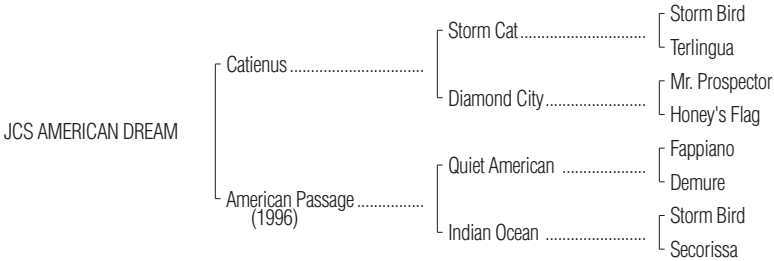 Storm Bird
Storm Cat..............................
Terlingua
Catienus................................
Mr. Prospector
Diamond City........................
Honey's Flag
JCS AMERICAN DREAM
Fappiano
Quiet American ....................
Demure
American Passage................
(1996)
Storm Bird
Indian Ocean ........................
Secorissa